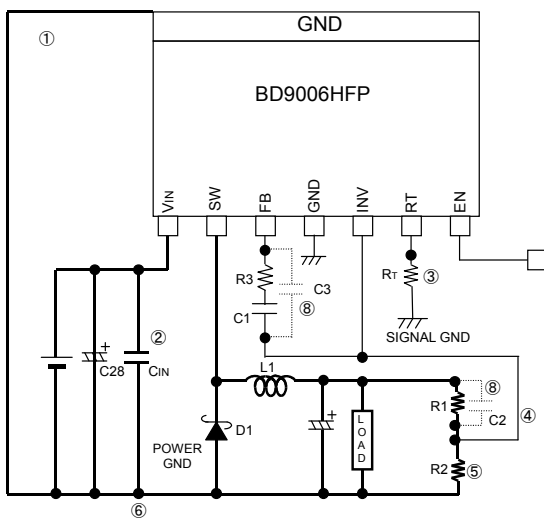 GND
①
BD9006HFP
VIN
SW
FB
GND
INV
RT
EN
R3
C3
RT
③
⑧
C1
SIGNAL GND
②
C28
CIN
L1
⑧
R1
C2
④
+
+
D1
LOAD
POWER
GND
R2
⑤
⑥